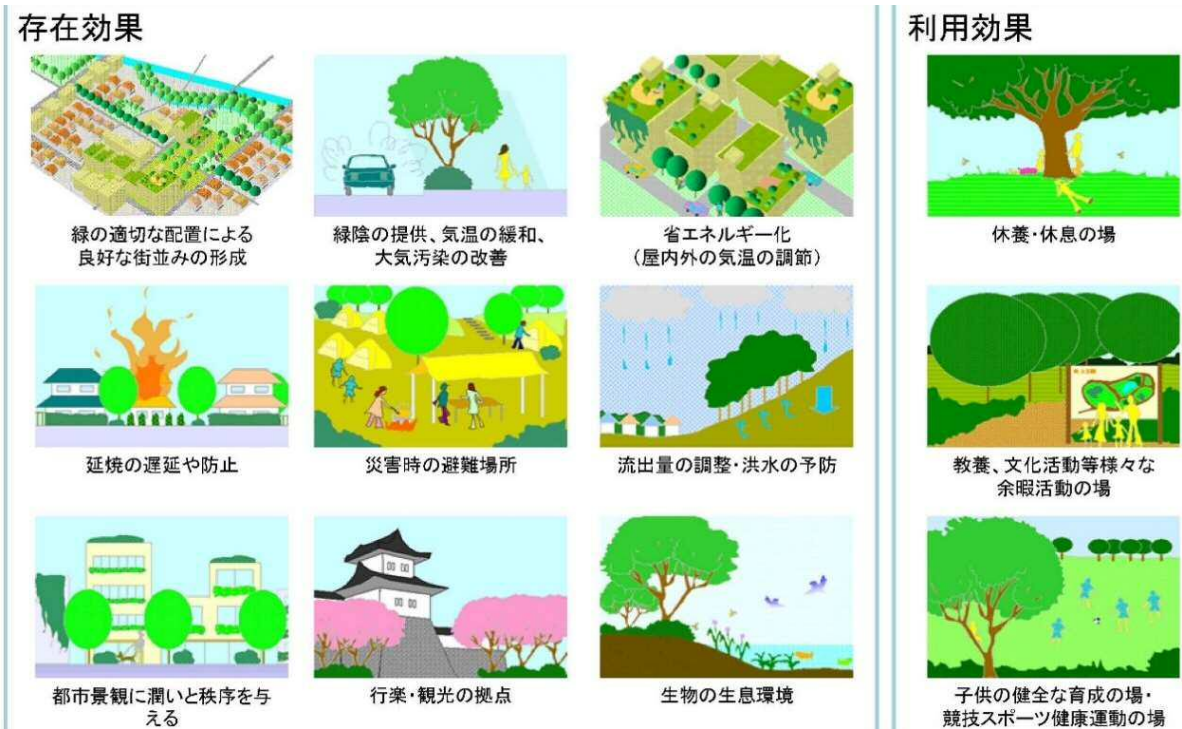 存在効果
緑の適切な配置による
良好な街並みの形成
緑陰の提供、気温の緩和、
大気汚染の改善
省エネルギー化
(屋内外の気温の調節)
延焼の遅延や防止
災害時の避難場所
流出量の調整・洪水の予防
都市景観に潤いと秩序を与
える
行楽・観光の拠点
生物の生息環境
利用効果
休養・休息の場
教養、文化活動等様々な
余暇活動の場
子供の健全な育成の場・
競技スポーツ健康運動の場